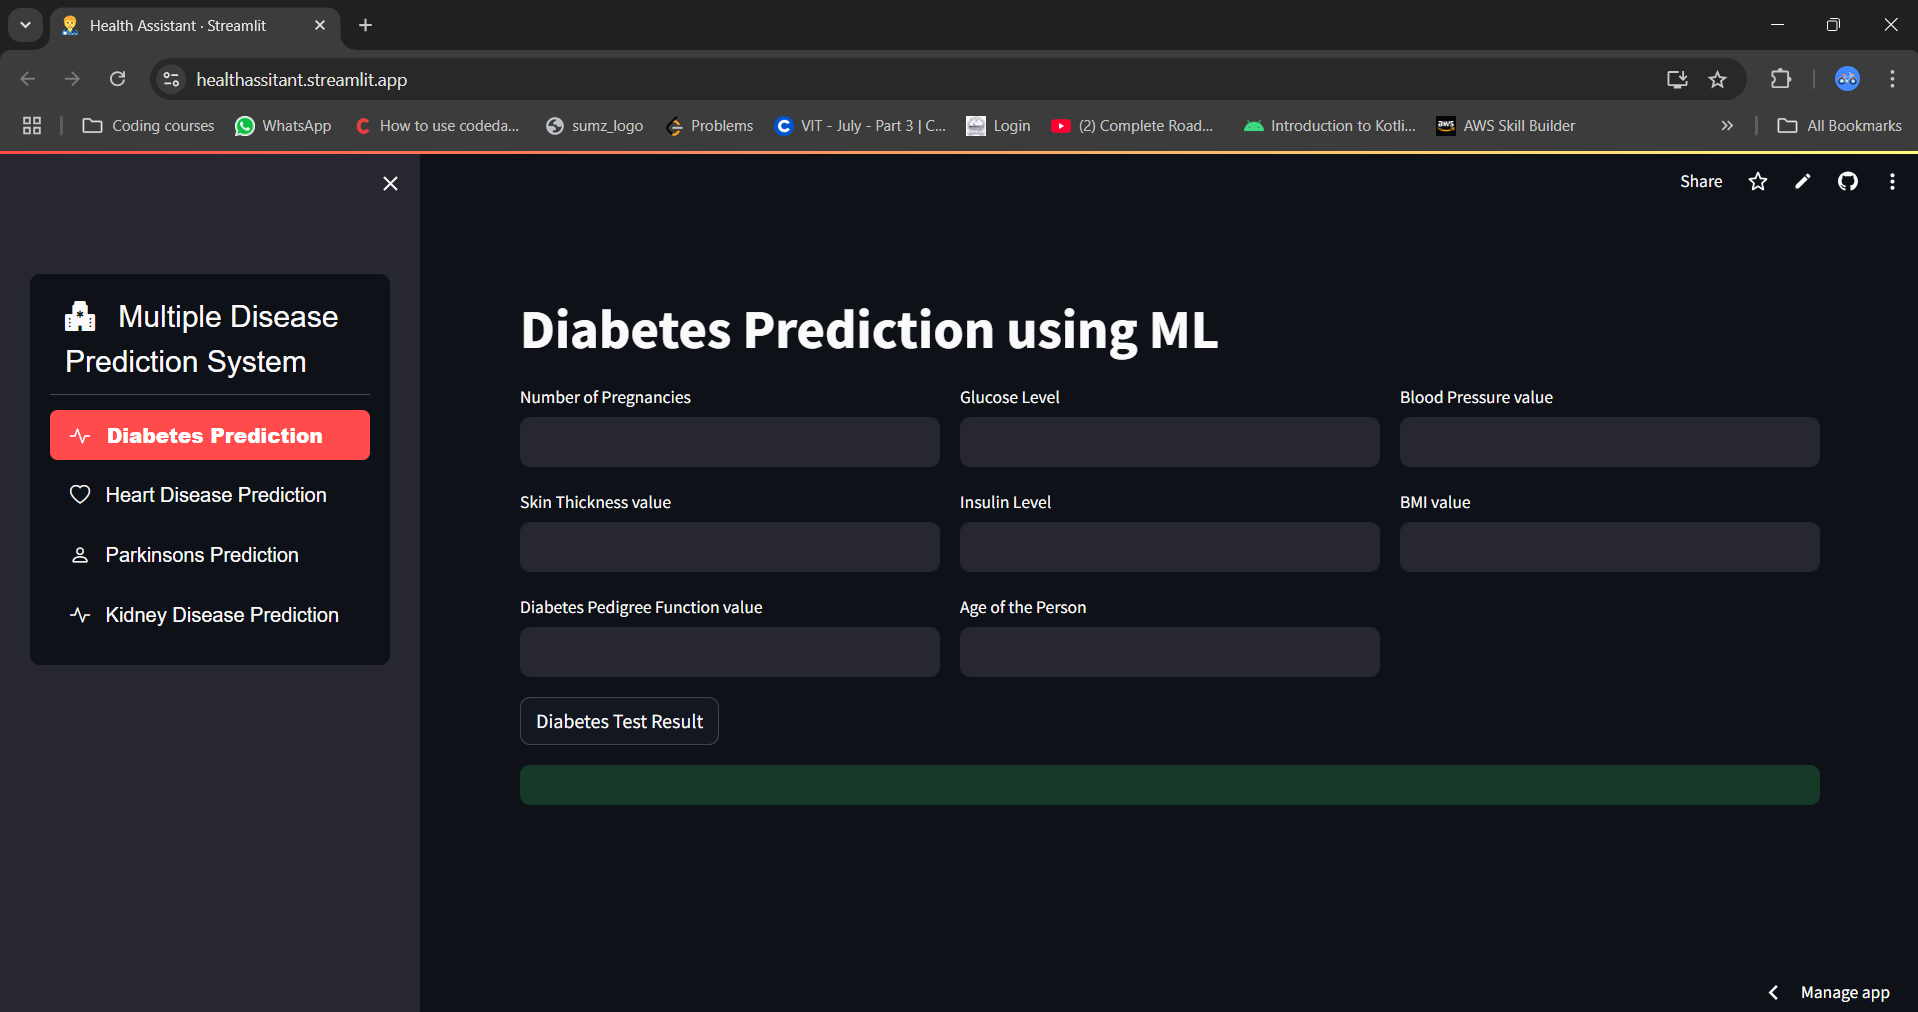 Health Assistant · Streamlit
healthassitant.streamlit.app
Coding courses
WhatsApp
How to use codeda...
sumz_logo
Problems
VIT - July - Part 3 | C...
Login
(2) Complete Road...
Introduction to Kotli...
aws
AWS Skill Builder
All Bookmarks
Share
Multiple Disease
Prediction System
Diabetes Prediction
Heart Disease Prediction
Parkinsons Prediction
Kidney Disease Prediction
Diabetes Prediction using ML
Number of Pregnancies
Glucose Level
Blood Pressure value
Skin Thickness value
Insulin Level
BMI value
Diabetes Pedigree Function value
Age of the Person
Diabetes Test Result
Manage app